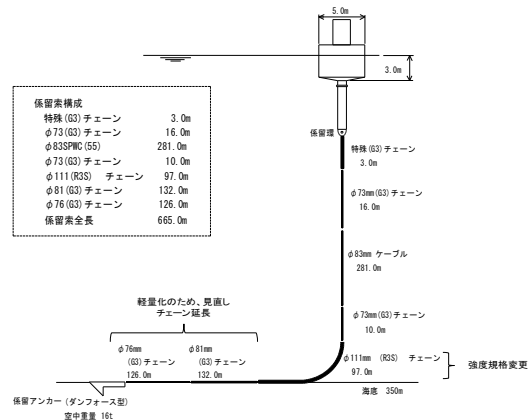 5.0m
3.0m
係留索構成
特殊(G3)チェーン 3.0m
φ73(G3)チェーン 16.0m
φ83SPWC(55) 281.0m
φ73(G3)チェーン 10.0m
φ111(R3S) チェーン 97.0m
φ81(G3)チェーン 132.0m
φ76(G3)チェーン 126.0m
係留索全長 665.0m
係留環
特殊(G3)チェーン
3.0m
φ73mm(G3)チェーン
16.0m
φ83mm ケーブル
281.0m
φ73mm(G3)チェーン
10.0m
軽量化のため、見直し
チェーン延長
φ76mm
(G3)チェーン
126.0m
φ81mm
(G3)チェーン
132.0m
φ111mm (R3S) チェーン
97.0m
強度規格変更
海底 350m
係留アンカー(ダンフォース型)
空中重量 16t